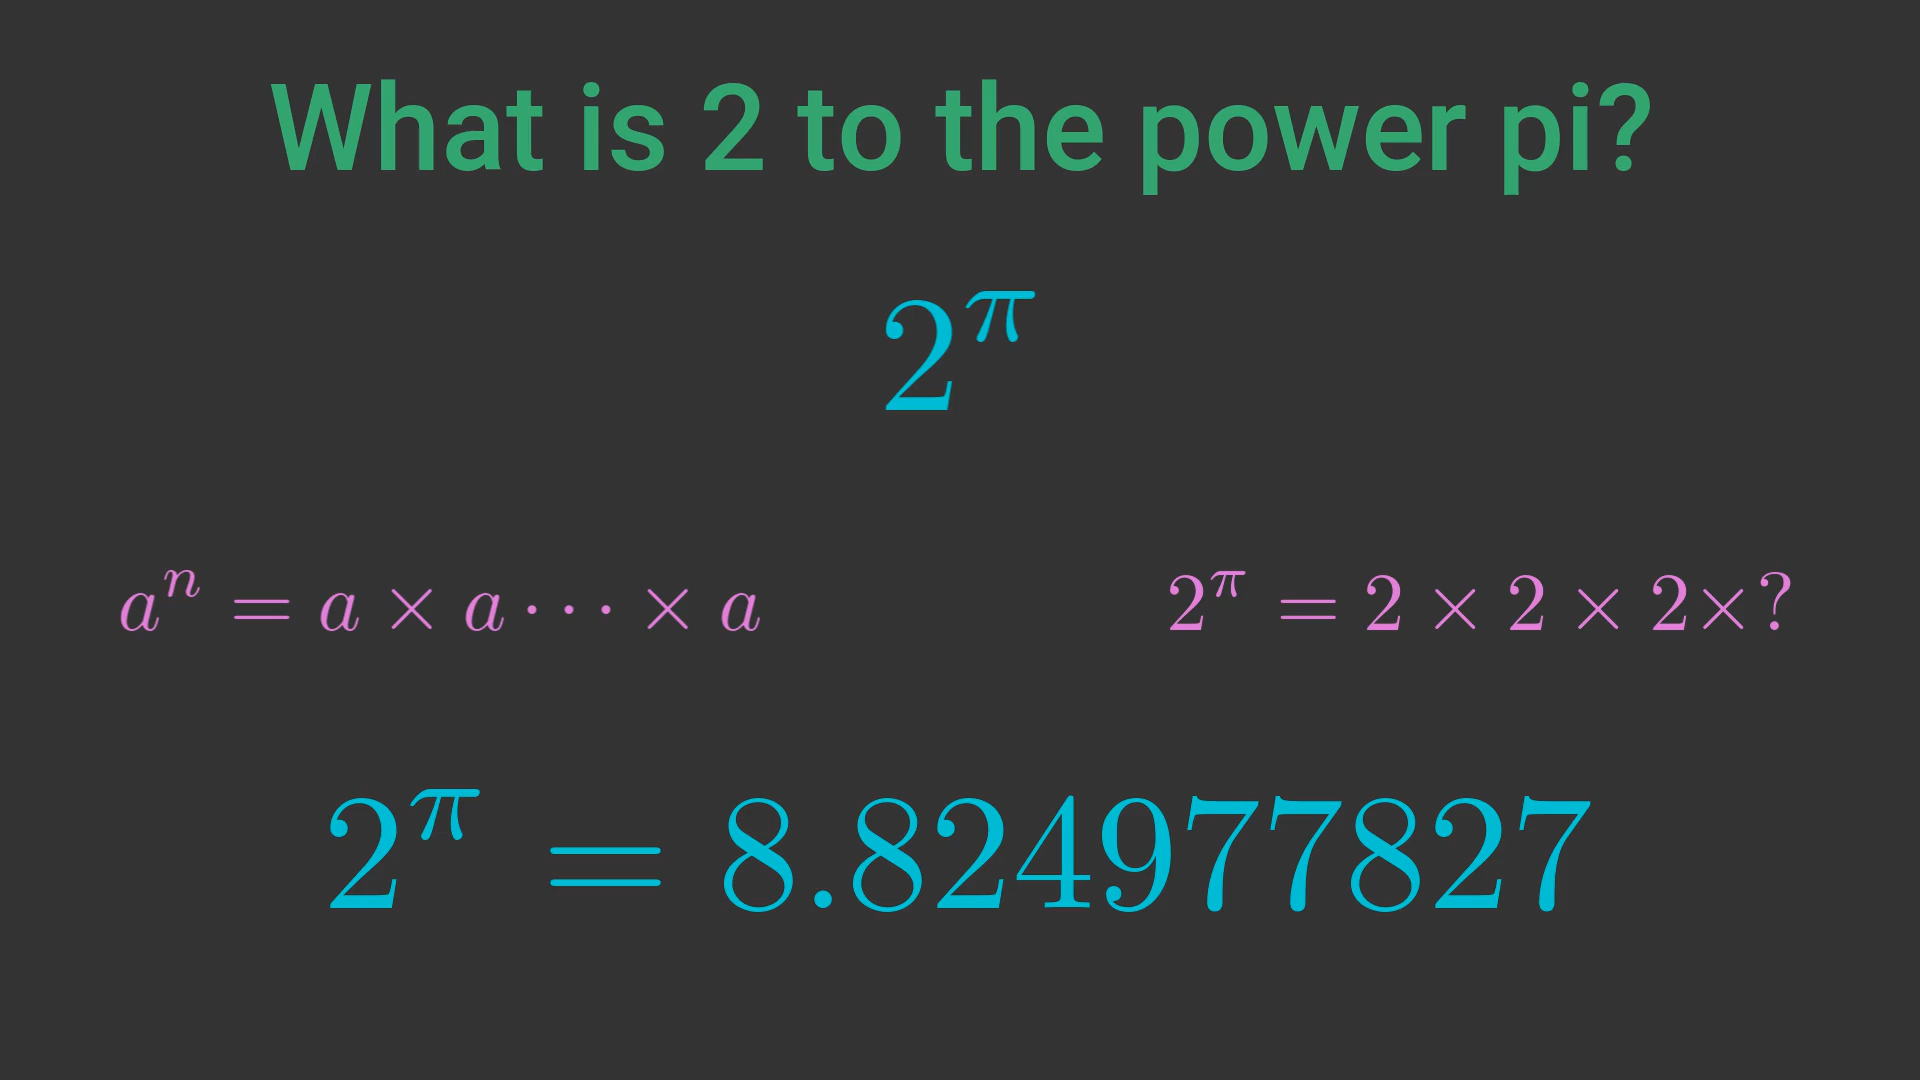 What is 2 to the power pi?
2^π
a^n = a × a ⋯ × a
2^π = 2 × 2 × 2×?
2^π = 8.824977827